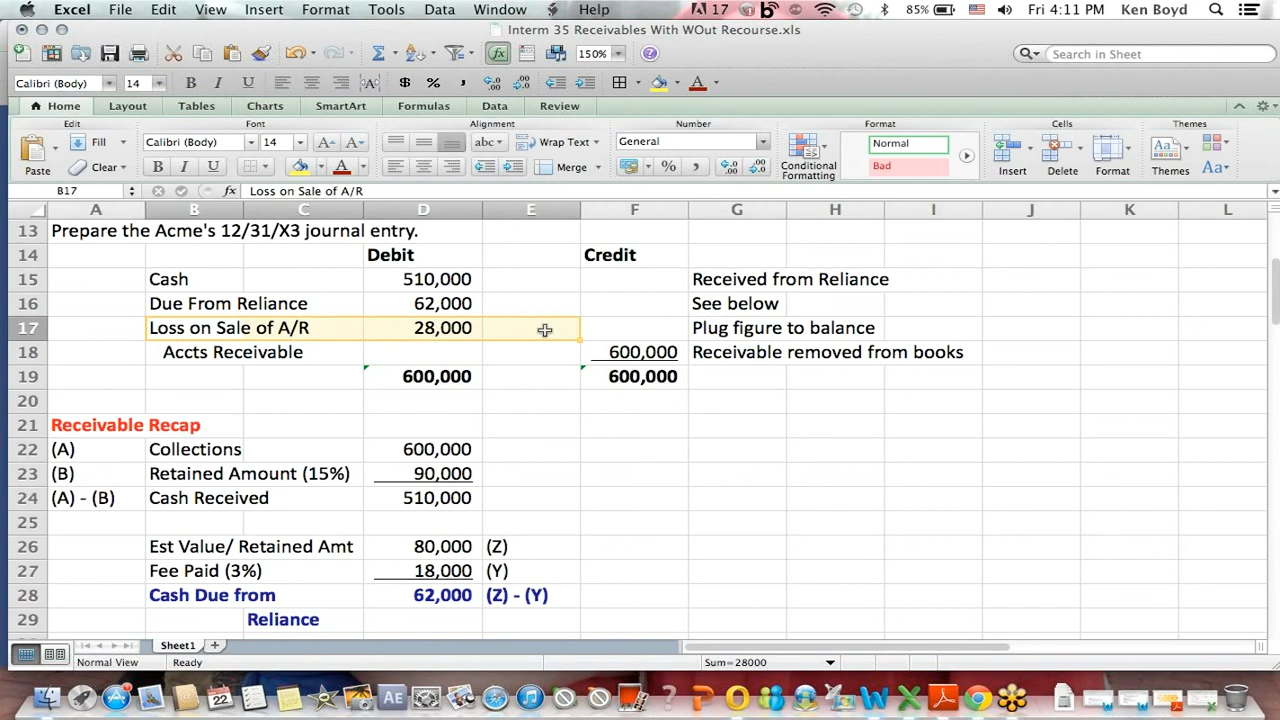 Excel File Edit View Insert Format Tools Data Window Help 17 85% Fri 4:11 PM Ken Boyd
Interm 35 Receivables With WOut Recourse.xls
150% Search in Sheet
Calibri (Body) 14 B I U $ %
Home Layout Tables Charts SmartArt Formulas Data Review
Edit Font Alignment Number Format Cells Themes
Paste Fill Calibri (Body) 14 A A abc Wrap Text General Normal
Clear B I U A Merge % Bad Conditional Formatting Insert Delete Format Themes Aa
B17 fx Loss on Sale of A/R
A B C D E F G H I J K L
13 Prepare the Acme's 12/31/X3 journal entry.
14 Debit Credit
15 Cash 510,000 Received from Reliance
16 Due From Reliance 62,000 See below
17 Loss on Sale of A/R 28,000 Plug figure to balance
18 Accts Receivable 600,000 Receivable removed from books
19 600,000 600,000
20
21 Receivable Recap
22 (A) Collections 600,000
23 (B) Retained Amount (15%) 90,000
24 (A) - (B) Cash Received 510,000
25
26 Est Value/ Retained Amt 80,000 (Z)
27 Fee Paid (3%) 18,000 (Y)
28 Cash Due from 62,000 (Z) - (Y)
29 Reliance
Sheet1
Normal View Ready Sum=28000
AE 22 P O W X